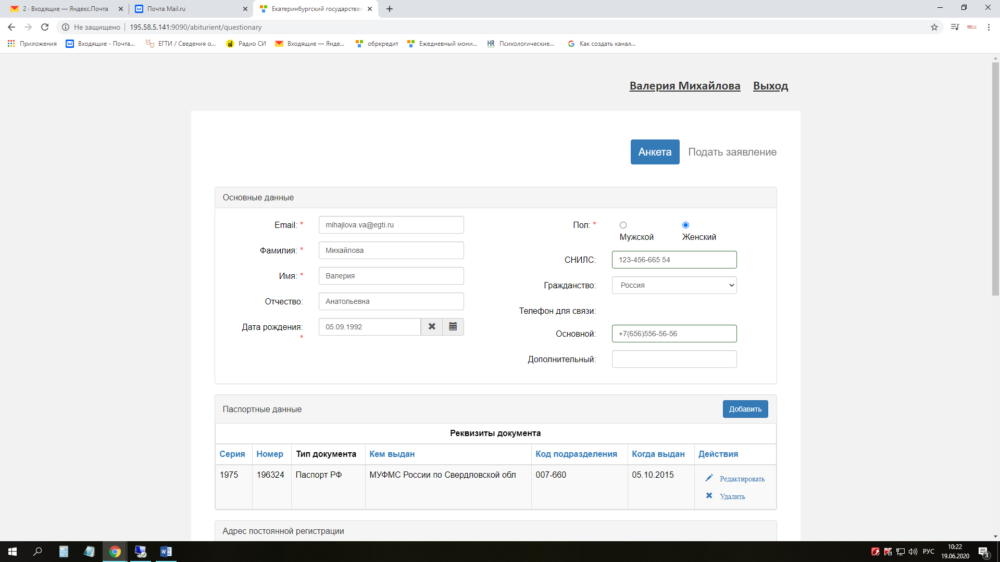 2 · Входящие — Яндекс.Почта
Почта Mail.ru
Екатеринбургский государствен
Не защищено
195.58.5.141:9090/abiturient/questionary
Приложения
Входящие - Почта...
ЕГТИ / Сведения о...
Радио СИ
Входящие — Янде...
обркредит
Ежедневный мони...
HR Психологические...
Как создать канал...
Валерия Михайлова Выход
Анкета Подать заявление
Основные данные
Email: * mihajlova.va@egti.ru
Фамилия: * Михайлова
Имя: * Валерия
Отчество: Анатольевна
Дата рождения: 05.09.1992
*
Пол: *
Мужской Женский
СНИЛС: 123-456-665 54
Гражданство: Россия
Телефон для связи:
Основной: +7(656)556-56-56
Дополнительный:
Паспортные данные Добавить
Реквизиты документа
Серия Номер Тип документа Кем выдан Код подразделения Когда выдан Действия
1975 196324 Паспорт РФ МУФМС России по Свердловской обл 007-660 05.10.2015 Редактировать
Удалить
Адрес постоянной регистрации
РУС
10:22
19.06.2020
3